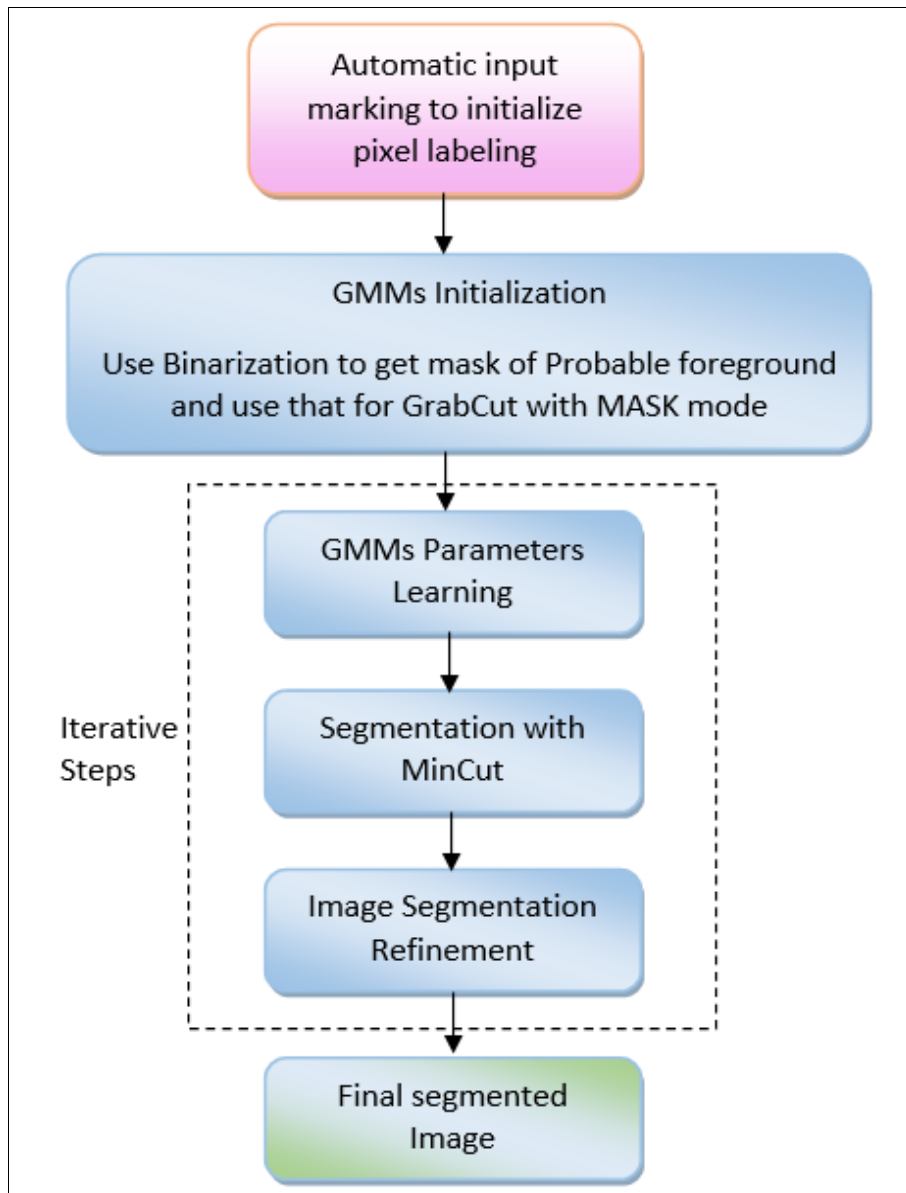 Automatic input
marking to initialize
pixel labeling
GMMs Initialization
Use Binarization to get mask of Probable foreground
and use that for GrabCut with MASK mode
GMMs Parameters
Learning
Iterative
Steps
Segmentation with
MinCut
Image Segmentation
Refinement
Final segmented
Image